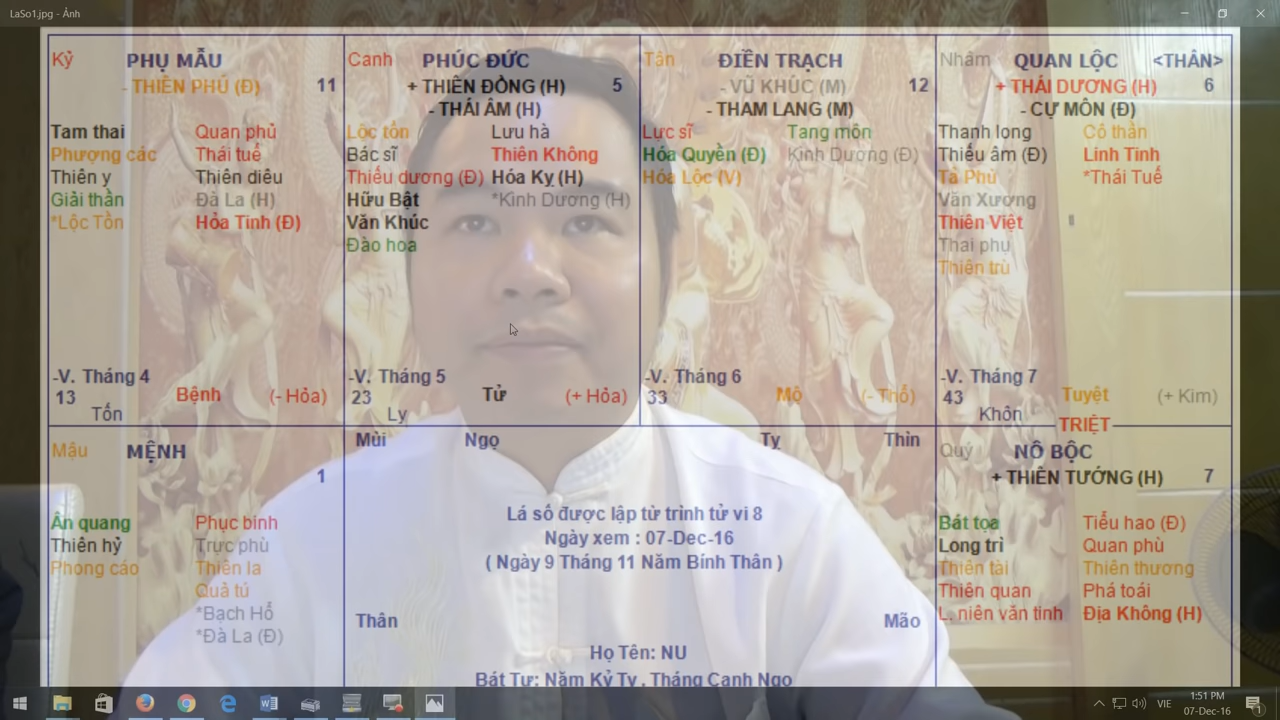 LaSo1.jpg - Ảnh
Kỷ PHỤ MẪU
- THIÊN PHỦ (Đ) 11
Tam thai Quan phủ
Phượng các Thái tuế
Thiên y Thiên diêu
Giải thần Đà La (H)
*Lộc Tồn Hỏa Tinh (Đ)
-V. Tháng 4
13 Bệnh (- Hỏa)
Tốn
Canh PHÚC ĐỨC
+ THIÊN ĐỒNG (H) 5
- THÁI ÂM (H)
Lộc tồn Lưu hà
Bác sĩ Thiên Không
Thiếu dương (Đ) Hóa Kỵ (H)
Hữu Bật *Kình Dương (H)
Văn Khúc
Đào hoa
-V. Tháng 5
23 Tử (+ Hỏa)
Ly
Tân ĐIỀN TRẠCH
- VŨ KHÚC (M) 12
- THAM LANG (M)
Lực sĩ Tang môn
Hóa Quyền (Đ) Kình Dương (Đ)
Hóa Lộc (V)
-V. Tháng 6
33 Mộ (- Thổ)
Nhâm QUAN LỘC <THÂN>
+ THÁI DƯƠNG (H) 6
- CỰ MÔN (Đ)
Thanh long Cô thần
Thiếu âm (Đ) Linh Tinh
Tả Phù *Thái Tuế
Văn Xương
Thiên Việt
Thai phụ
Thiên trù
-V. Tháng 7
43 Tuyệt (+ Kim)
Khôn
TRIỆT
Mậu MỆNH
1
Ân quang Phục binh
Thiên hỷ Trực phù
Phong cáo Thiên la
Quả tú
*Bạch Hổ
*Đà La (Đ)
Mùi Ngọ Tỵ Thìn
Lá số được lập từ trình tử vi 8
Ngày xem : 07-Dec-16
( Ngày 9 Tháng 11 Năm Bính Thân )
Thân Mão
Họ Tên: NU
Bát Tự: Năm Kỷ Tỵ , Tháng Canh Ngọ
Quý NÔ BỘC
+ THIÊN TƯỚNG (H) 7
Bát tọa Tiểu hao (Đ)
Long trì Quan phù
Thiên tài Thiên thương
Thiên quan Phá toái
L. niên văn tinh Địa Không (H)
VIE
1:51 PM
07-Dec-16
1